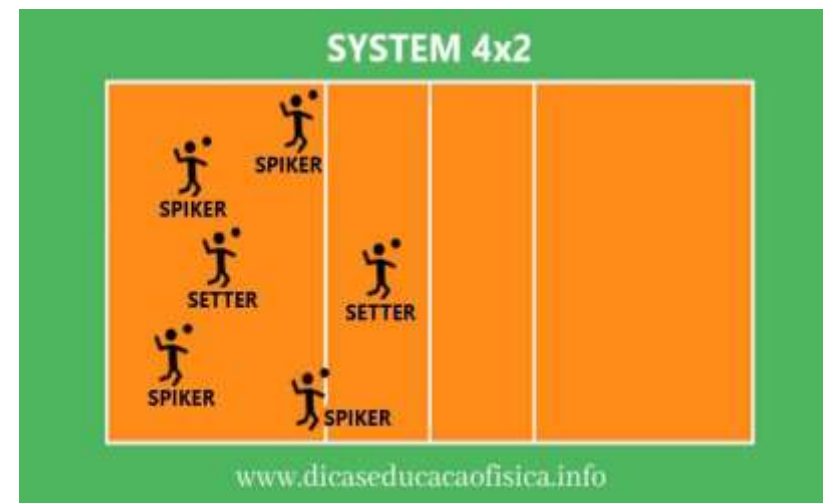 SYSTEM 4x2
SPIKER
SPIKER
SETTER
SETTER
SPIKER
SPIKER
www.dicaseducacaofisica.info